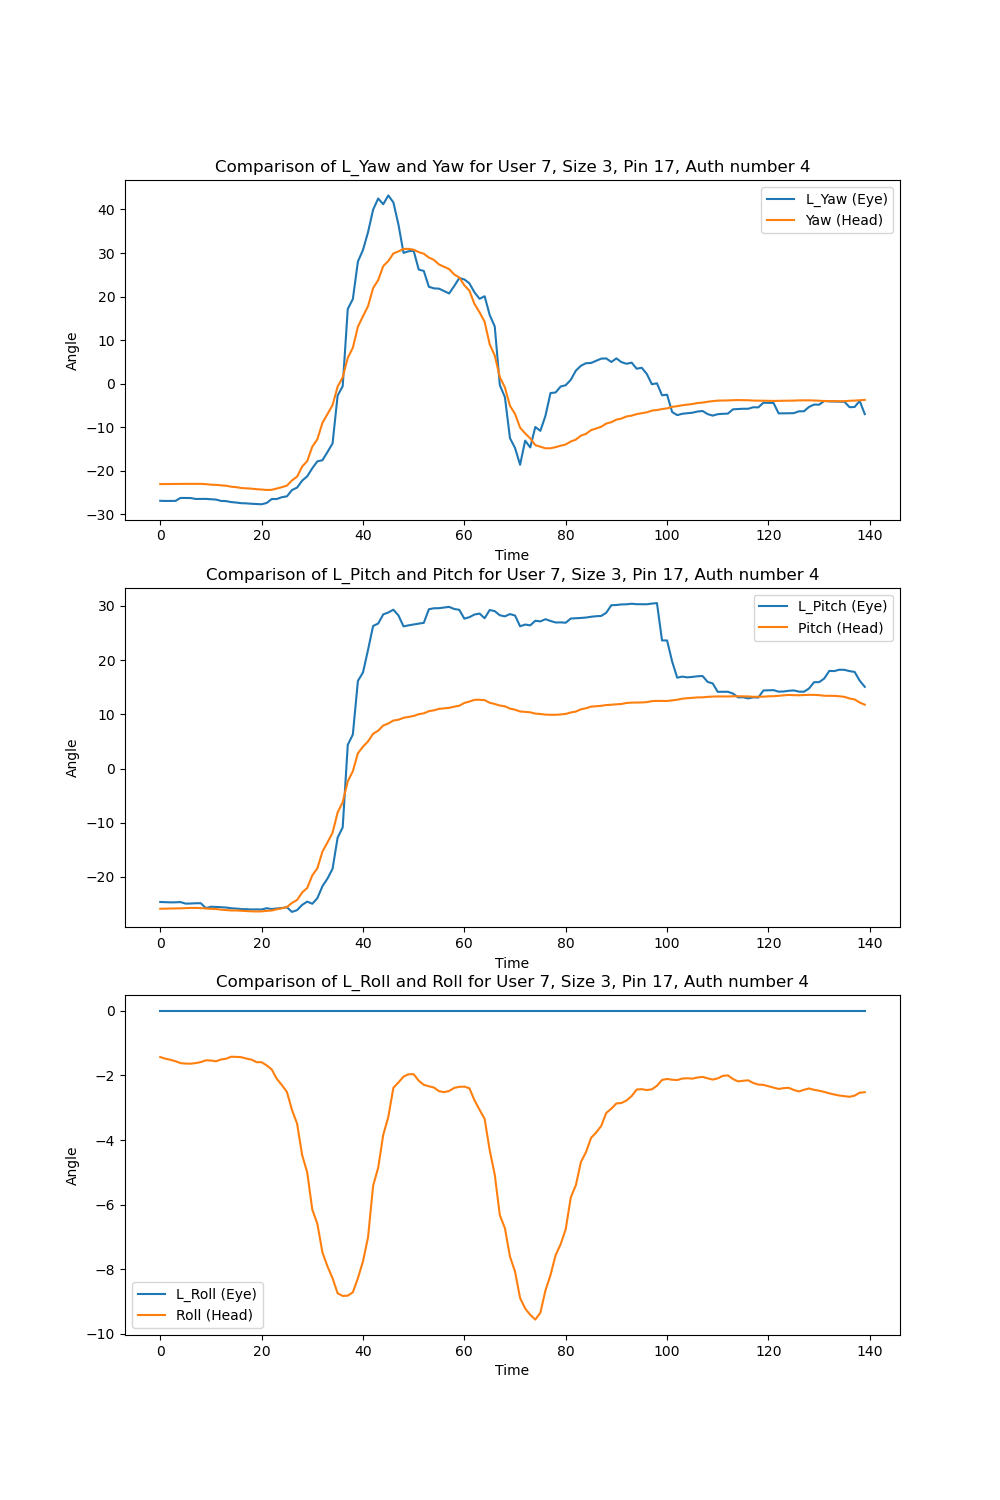 Comparison of L_Yaw and Yaw for User 7, Size 3, Pin 17, Auth number 4
L_Yaw (Eye)
Yaw (Head)
40
30
20
10
0
−10
−20
−30
Angle
0 20 40 60 80 100 120 140
Time
Comparison of L_Pitch and Pitch for User 7, Size 3, Pin 17, Auth number 4
L_Pitch (Eye)
Pitch (Head)
30
20
10
0
−10
−20
Angle
0 20 40 60 80 100 120 140
Time
Comparison of L_Roll and Roll for User 7, Size 3, Pin 17, Auth number 4
0
−2
−4
−6
−8
−10
Angle
L_Roll (Eye)
Roll (Head)
0 20 40 60 80 100 120 140
Time